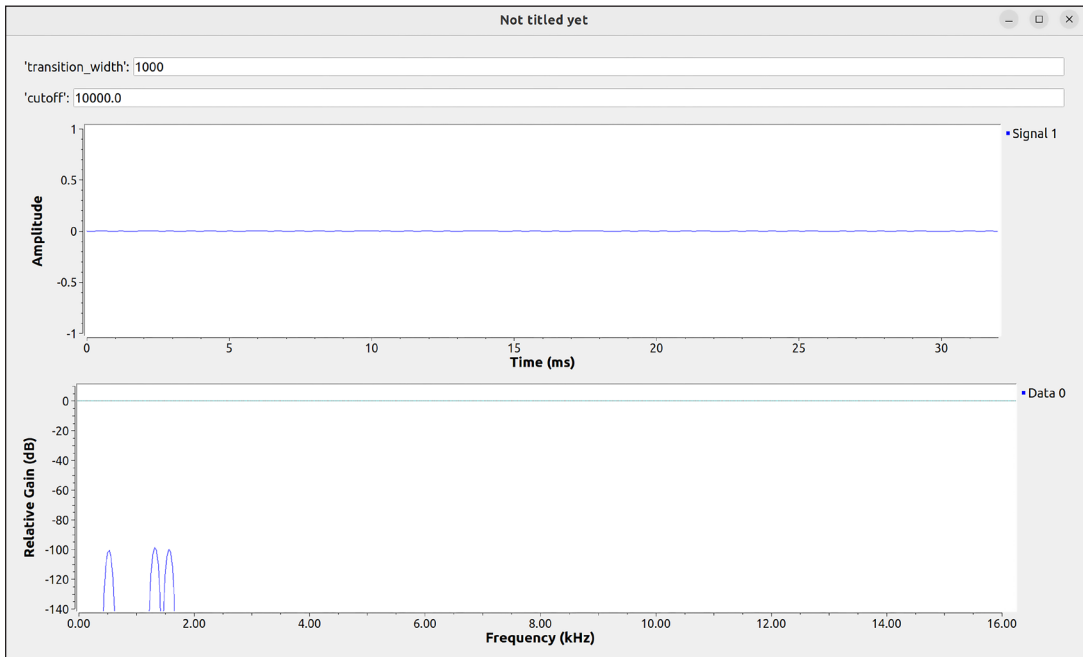 Not titled yet
'transition_width': 1000
'cutoff': 10000.0
1
0.5
0
-0.5
-1
Amplitude
Signal 1
0 5 10 15 20 25 30
Time (ms)
0
-20
-40
-60
-80
-100
-120
-140
Relative Gain (dB)
Data 0
0.00 2.00 4.00 6.00 8.00 10.00 12.00 14.00 16.00
Frequency (kHz)